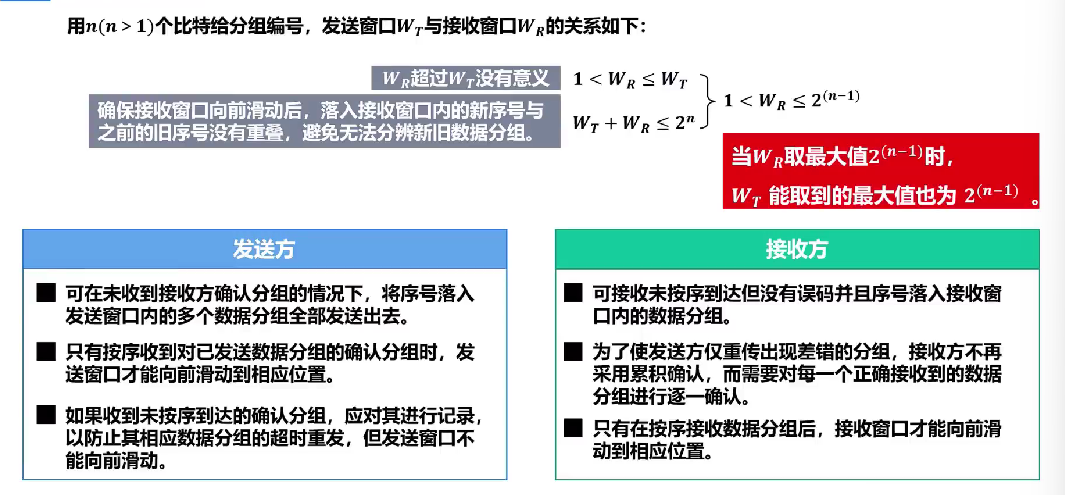 用n(n > 1)个比特给分组编号，发送窗口W_T与接收窗口W_R的关系如下：
W_R超过W_T没有意义
1 < W_R ≤ W_T
确保接收窗口向前滑动后，落入接收窗口内的新序号与
之前的旧序号没有重叠，避免无法分辨新旧数据分组。
W_T + W_R ≤ 2^n
1 < W_R ≤ 2^(n−1)
当W_R取最大值2^(n−1)时，
W_T 能取到的最大值也为 2^(n−1) 。
发送方
■ 可在未收到接收方确认分组的情况下，将序号落入
发送窗口内的多个数据分组全部发送出去。
■ 只有按序收到对已发送数据分组的确认分组时，发
送窗口才能向前滑动到相应位置。
■ 如果收到未按序到达的确认分组，应对其进行记录，
以防止其相应数据分组的超时重发，但发送窗口不
能向前滑动。
接收方
■ 可接收未按序到达但没有误码并且序号落入接收窗
口内的数据分组。
■ 为了使发送方仅重传出现差错的分组，接收方不再
采用累积确认，而需要对每一个正确接收到的数据
分组进行逐一确认。
■ 只有在按序接收数据分组后，接收窗口才能向前滑
动到相应位置。